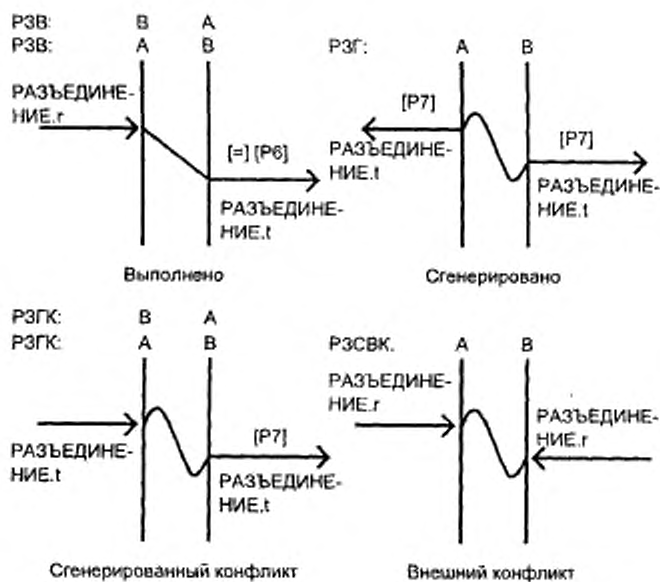 РЗВ: В А
РЗВ: А В
РАЗЪЕДИНЕ-
НИЕ.r
[=] [P6]
РАЗЪЕДИНЕ-
НИЕ.t
Выполнено
РЗГ: А В
[P7]
РАЗЪЕДИНЕ-
НИЕ.t
[P7]
РАЗЪЕДИНЕ-
НИЕ.t
Сгенерировано
РЗГК: В А
РЗГК: А В
РАЗЪЕДИНЕ-
НИЕ.t
[P7]
РАЗЪЕДИНЕ-
НИЕ.t
Сгенерированный конфликт
РЗСВК. А В
РАЗЪЕДИНЕ-
НИЕ.r
РАЗЪЕДИНЕ-
НИЕ.r
Внешний конфликт